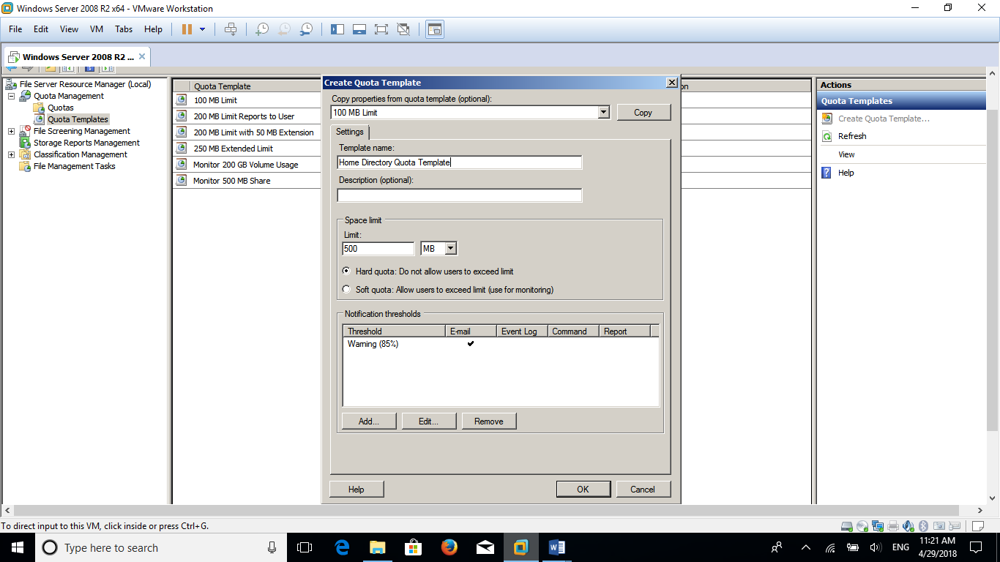 Windows Server 2008 R2 x64 - VMware Workstation
File Edit View VM Tabs Help
Windows Server 2008 R2 ...
File Server Resource Manager (Local)
Quota Management
Quotas
Quota Templates
File Screening Management
Storage Reports Management
Classification Management
File Management Tasks
Quota Template
100 MB Limit
200 MB Limit Reports to User
200 MB Limit with 50 MB Extension
250 MB Extended Limit
Monitor 200 GB Volume Usage
Monitor 500 MB Share
Create Quota Template
Copy properties from quota template (optional):
100 MB Limit Copy
Settings
Template name:
Home Directory Quota Template
Description (optional):
Space limit
Limit:
500 MB
Hard quota: Do not allow users to exceed limit
Soft quota: Allow users to exceed limit (use for monitoring)
Notification thresholds
Threshold E-mail Event Log Command Report
Warning (85%)
Add... Edit... Remove
Help OK Cancel
on
Actions
Quota Templates
Create Quota Template...
Refresh
View
Help
To direct input to this VM, click inside or press Ctrl+G.
Type here to search
ENG
11:21 AM
4/29/2018